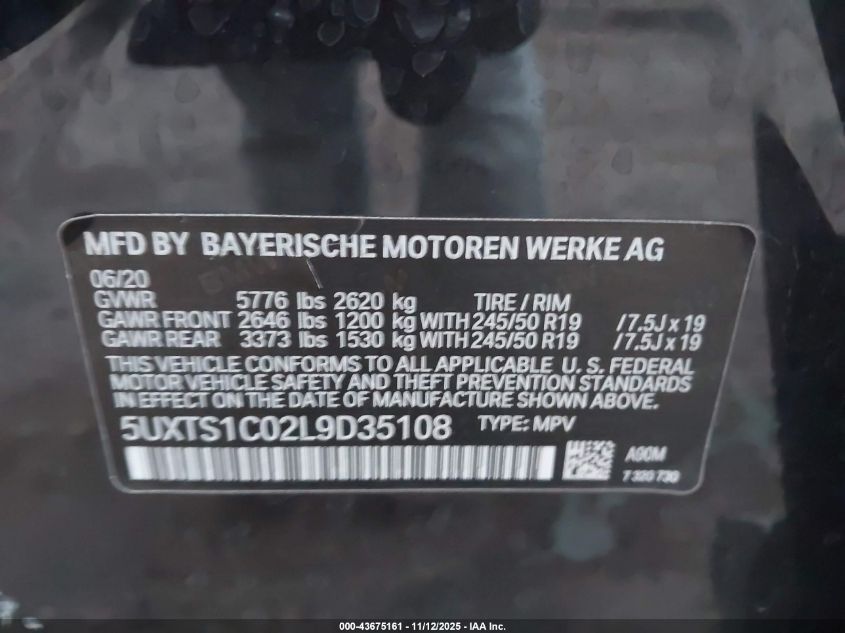 MFD BY BAYERISCHE MOTOREN WERKE AG
06/20
GVWR 5776 lbs 2620 kg TIRE / RIM
GAWR FRONT 2646 lbs 1200 kg WITH 245/50 R19 / 7.5J x 19
GAWR REAR 3373 lbs 1530 kg WITH 245/50 R19 / 7.5J x 19
THIS VEHICLE CONFORMS TO ALL APPLICABLE U. S. FEDERAL
MOTOR VEHICLE SAFETY AND THEFT PREVENTION STANDARDS
IN EFFECT ON THE DATE OF MANUFACTURE SHOWN ABOVE.
5UXTS1C02L9D35108 TYPE: MPV
A90M
7 320 730
000-43675161 - 11/12/2025 - IAA Inc.